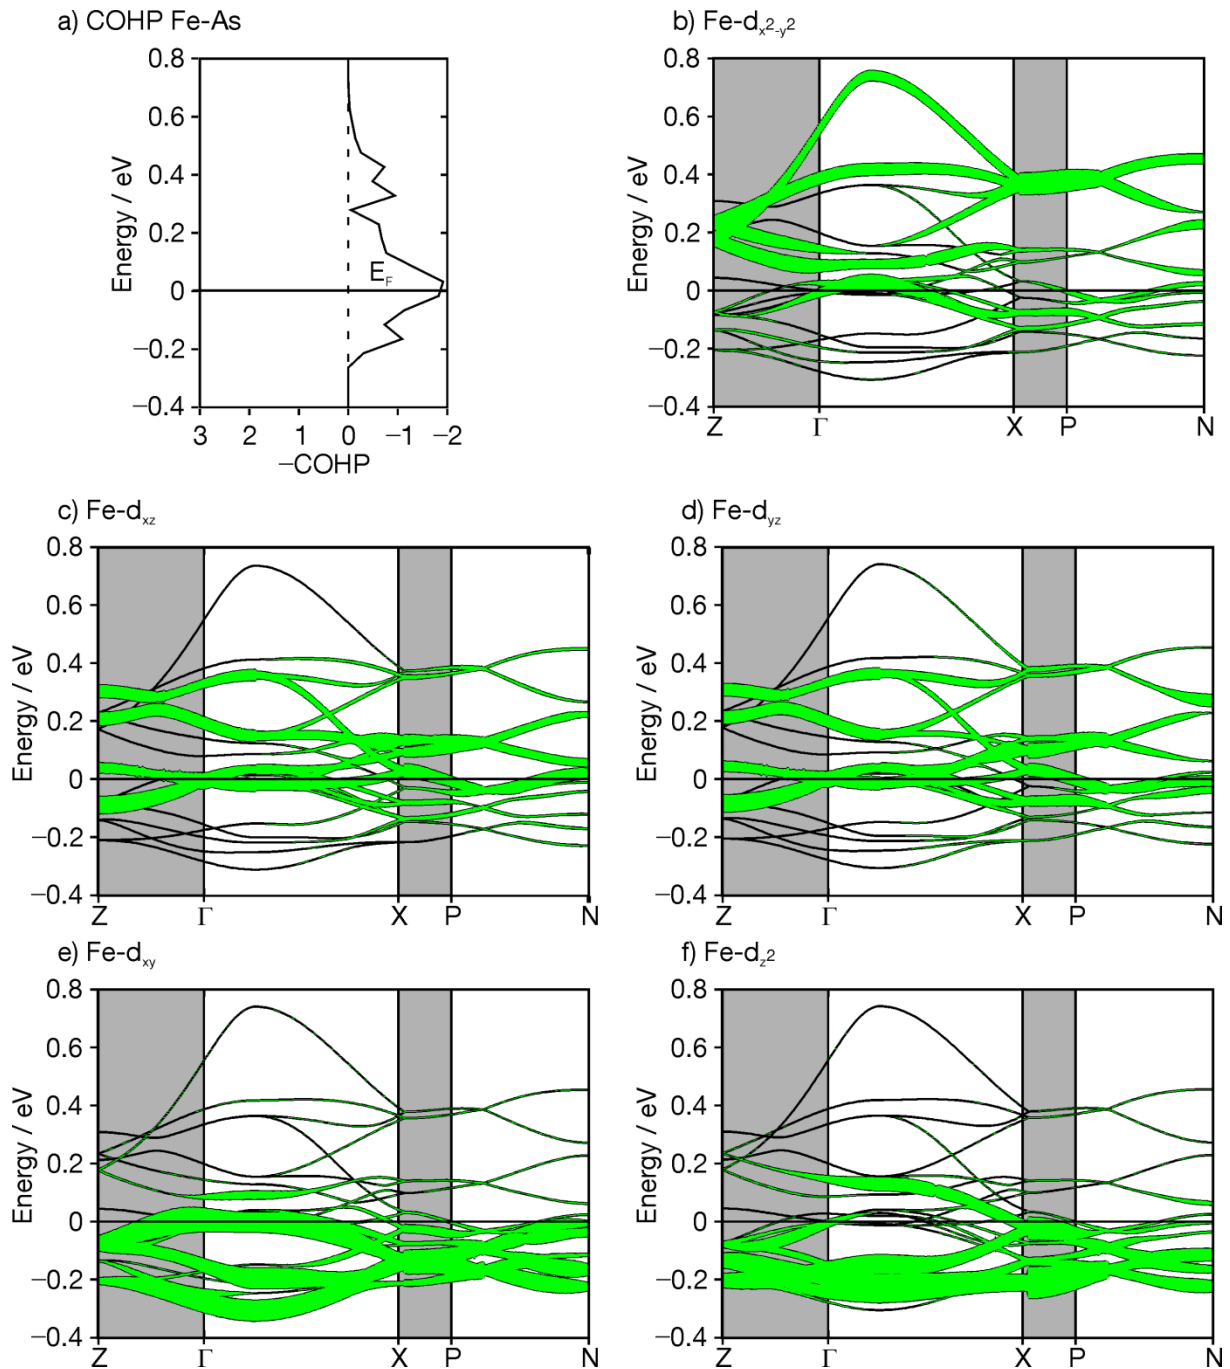 a) COHP Fe-As
0.8
0.6
0.4
0.2
0
−0.2
−0.4
Energy / eV
E_F
3 2 1 0 −1 −2
−COHP
b) Fe-d_x²-y²
0.8
0.6
0.4
0.2
0
−0.2
−0.4
Energy / eV
Z Γ X P N
c) Fe-d_xz
0.8
0.6
0.4
0.2
0
−0.2
−0.4
Energy / eV
Z Γ X P N
d) Fe-d_yz
0.8
0.6
0.4
0.2
0
−0.2
−0.4
Energy / eV
Z Γ X P N
e) Fe-d_xy
0.8
0.6
0.4
0.2
0
−0.2
−0.4
Energy / eV
Z Γ X P N
f) Fe-d_z²
0.8
0.6
0.4
0.2
0
−0.2
−0.4
Energy / eV
Z Γ X P N